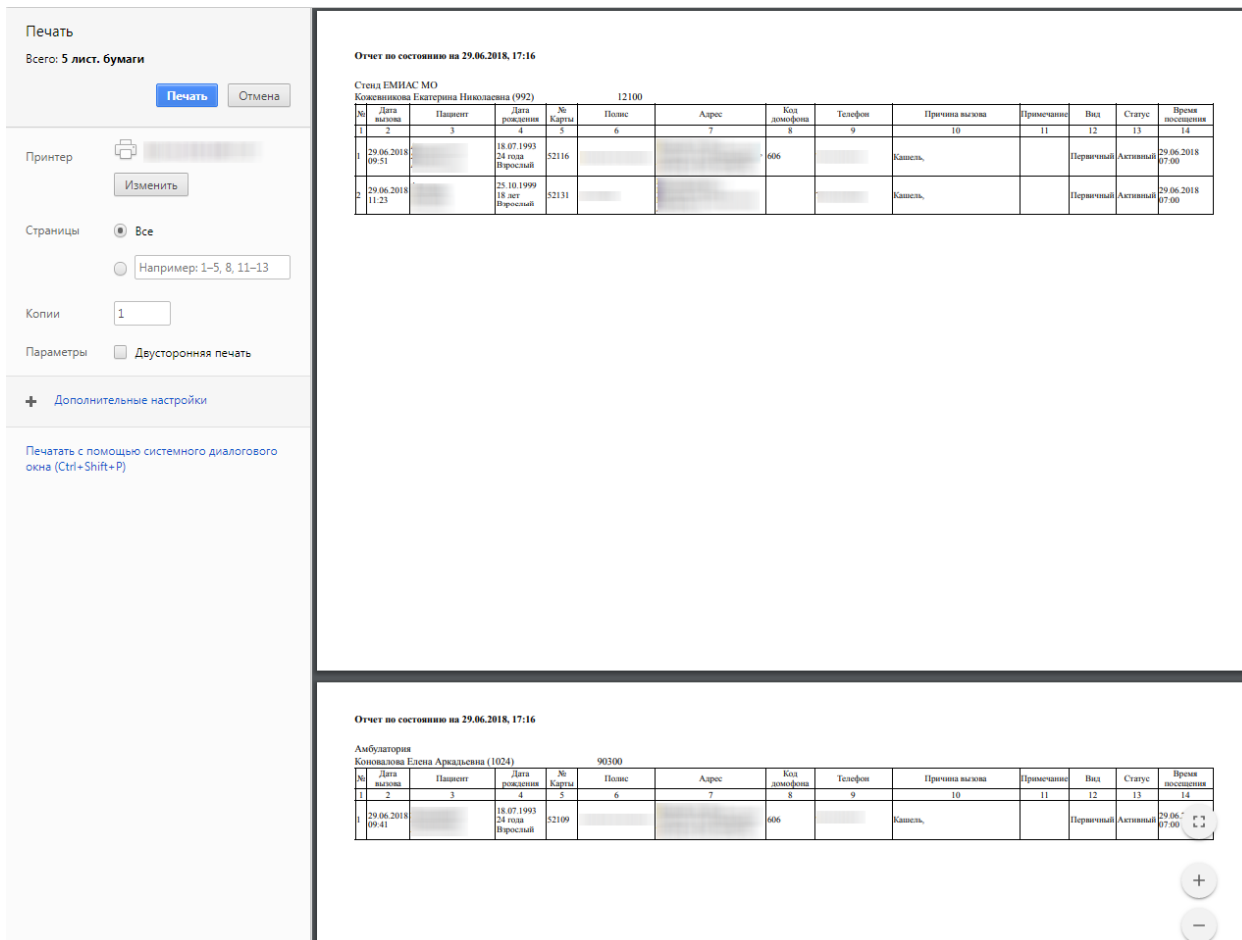 Печать
Всего: 5 лист. бумаги
Печать Отмена
Принтер
Изменить
Страницы Все
Например: 1–5, 8, 11–13
Копии 1
Параметры Двусторонняя печать
Дополнительные настройки
Печатать с помощью системного диалогового
окна (Ctrl+Shift+P)
Отчет по состоянию на 29.06.2018, 17:16
Стенд ЕМИАС МО
Кожевникова Екатерина Николаевна (992) 12100
№ Дата вызова Пациент Дата рождения № Карты Полис Адрес Код домофона Телефон Причина вызова Примечание Вид Статус Время посещения
1 2 3 4 5 6 7 8 9 10 11 12 13 14
1 29.06.2018 09:51 18.07.1993 24 года Взрослый 52116 606 Кашель, Первичный Активный 29.06.2018 07:00
2 29.06.2018 11:23 25.10.1999 18 лет Взрослый 52131 Кашель, Первичный Активный 29.06.2018 07:00
Отчет по состоянию на 29.06.2018, 17:16
Амбулатория
Коновалова Елена Аркадьевна (1024) 90300
№ Дата вызова Пациент Дата рождения № Карты Полис Адрес Код домофона Телефон Причина вызова Примечание Вид Статус Время посещения
1 2 3 4 5 6 7 8 9 10 11 12 13 14
1 29.06.2018 09:41 18.07.1993 24 года Взрослый 52109 606 Кашель, Первичный Активный 29.06. 07:00